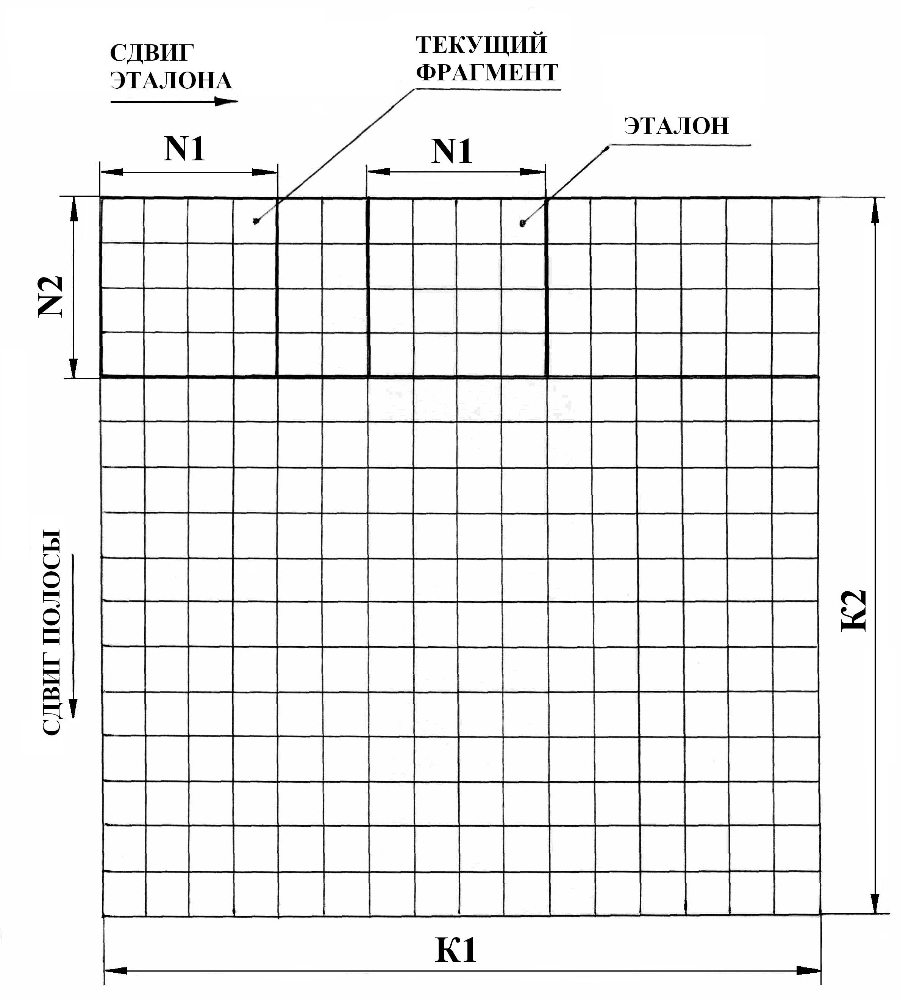 СДВИГ
ЭТАЛОНА
ТЕКУЩИЙ
ФРАГМЕНТ
ЭТАЛОН
N1
N1
N2
СДВИГ ПОЛОСЫ
К2
К1